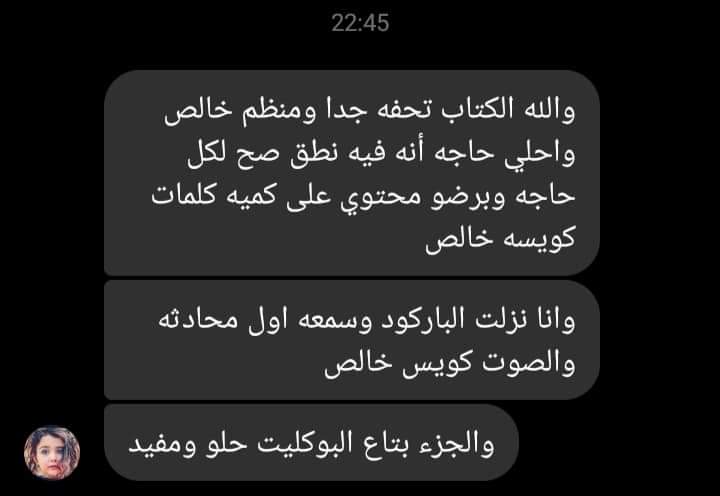 22:45
والله الكتاب تحفه جدا ومنظم خالص
واحلي حاجه أنه فيه نطق صح لكل
حاجه وبرضو محتوي على كميه كلمات
كويسه خالص
وانا نزلت الباركود وسمعه اول محادثه
والصوت كويس خالص
والجزء بتاع البوكليت حلو ومفيد